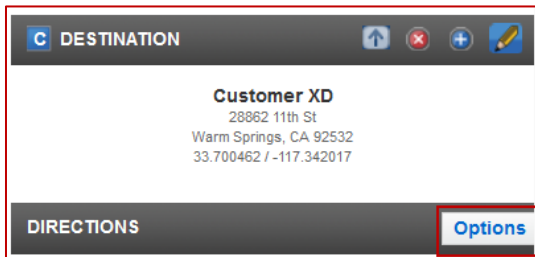 C DESTINATION
Customer XD
28862 11th St
Warm Springs, CA 92532
33.700462 / -117.342017
DIRECTIONS Options